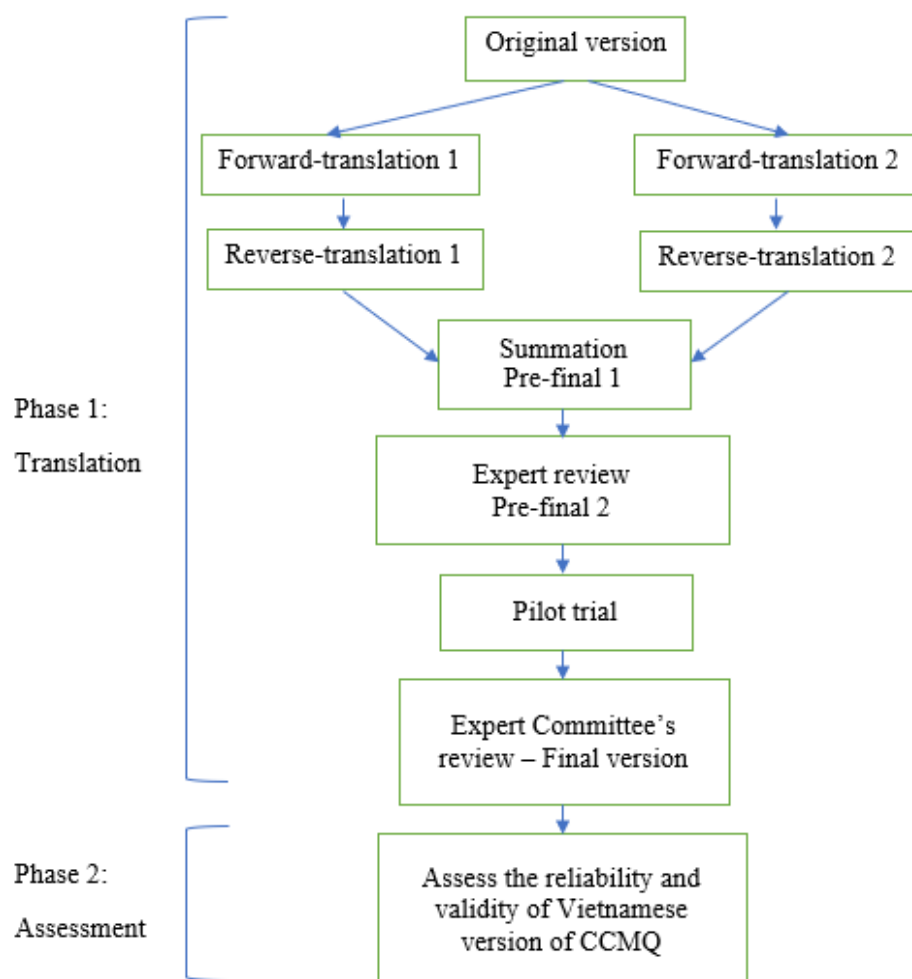 Original version
Forward-translation 1
Forward-translation 2
Reverse-translation 1
Reverse-translation 2
Summation
Pre-final 1
Phase 1:
Translation
Expert review
Pre-final 2
Pilot trial
Expert Committee’s
review – Final version
Phase 2:
Assessment
Assess the reliability and
validity of Vietnamese
version of CCMQ